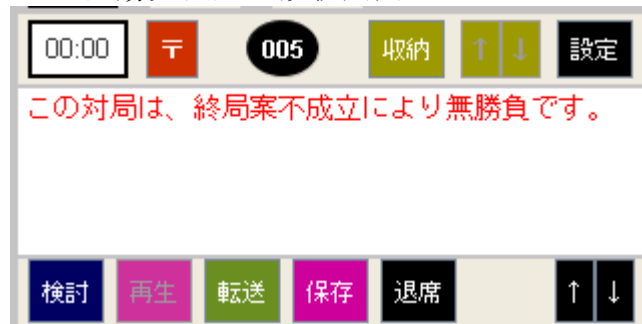 00:00 〒 005 収納 ↑ ↓ 設定
この対局は、終局案不成立により無勝負です。
検討 再生 転送 保存 退席 ↑ ↓